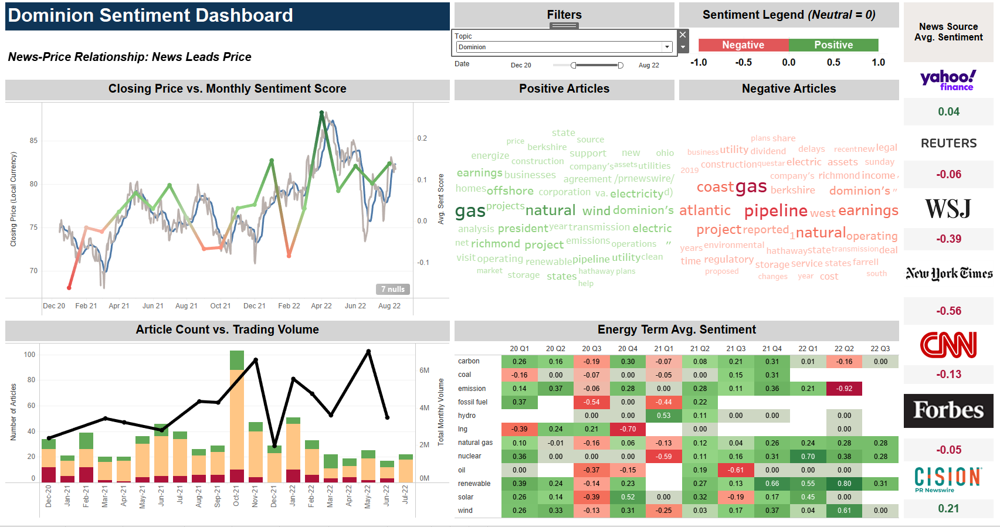 Dominion Sentiment Dashboard
News-Price Relationship: News Leads Price
Filters
Topic
Dominion
Date Dec 20 Aug 22
Sentiment Legend (Neutral = 0)
Negative Positive
-1.0 -0.5 0.0 0.5 1.0
Closing Price vs. Monthly Sentiment Score
Closing Price (Local Currency)
85
80
75
70
Avg. Sent Score
0.2
0.1
0.0
-0.1
7 nulls
Dec 20 Feb 21 Apr 21 Jun 21 Aug 21 Oct 21 Dec 21 Feb 22 Apr 22 Jun 22 Aug 22
Positive Articles
state
price source
berkshire
energize support new ohio
construction company's assets utilities
earnings businesses agreement /prnewswire/
homes offshore corporation va. electricity d)
gas projects natural wind dominion's
analysis president year transmission electric
net richmond project emissions operations ”
visit operating renewable pipeline utility clean
market storage states hathaway plans
help
Negative Articles
plans share
business utility dividend delays recent new legal
construction questar electric assets sunday
2019 company's richmond income ’
coast gas berkshire dominion's ”
atlantic pipeline west earnings
project reported 1 natural operating
years environmental hathaway state transmission deal
time regulatory storage service states farrell
proposed changes year cost south
Article Count vs. Trading Volume
Number of Articles
100
80
60
40
20
0
Total Monthly Volume
6M
4M
2M
0M
Dec-20 Jan-21 Feb-21 Mar-21 Apr-21 May-21 Jun-21 Jul-21 Aug-21 Sep-21 Oct-21 Nov-21 Dec-21 Jan-22 Feb-22 Mar-22 Apr-22 May-22 Jun-22 Jul-22
Energy Term Avg. Sentiment
20 Q1 20 Q2 20 Q3 20 Q4 21 Q1 21 Q2 21 Q3 21 Q4 22 Q1 22 Q2 22 Q3
carbon 0.26 0.16 -0.19 0.30 -0.07 0.08 0.21 0.31 0.01 -0.16 0.00
coal -0.16 0.00 -0.07 0.00 -0.05 0.00 0.15 0.31
emission 0.14 0.37 -0.06 0.28 0.00 0.28 0.11 0.36 0.21 -0.92
fossil fuel 0.37 -0.54 0.00 -0.44 0.22
hydro 0.00 0.00 0.53 0.11 0.00 0.00 0.00
lng -0.39 0.24 0.21 -0.70 0.00 0.00
natural gas 0.10 -0.01 -0.16 0.06 -0.13 0.12 0.04 0.26 0.24 0.28 0.28
nuclear 0.36 0.00 0.00 0.00 -0.59 0.11 0.16 0.31 0.70 0.38 0.28
oil 0.00 -0.37 -0.15 0.19 -0.61 0.00 0.00 0.00
renewable 0.39 0.24 -0.14 0.23 0.27 0.13 0.66 0.55 0.80 0.31
solar 0.26 0.14 -0.39 0.52 0.00 0.32 -0.19 0.17 0.45 0.00
wind 0.26 0.33 -0.13 0.31 -0.25 0.03 0.17 0.37 0.04 0.61 0.00
News Source
Avg. Sentiment
yahoo!
finance
0.04
REUTERS
-0.06
WSJ
-0.39
New York Times
-0.56
CNN
-0.13
Forbes
-0.05
CISION
PR Newswire
0.21